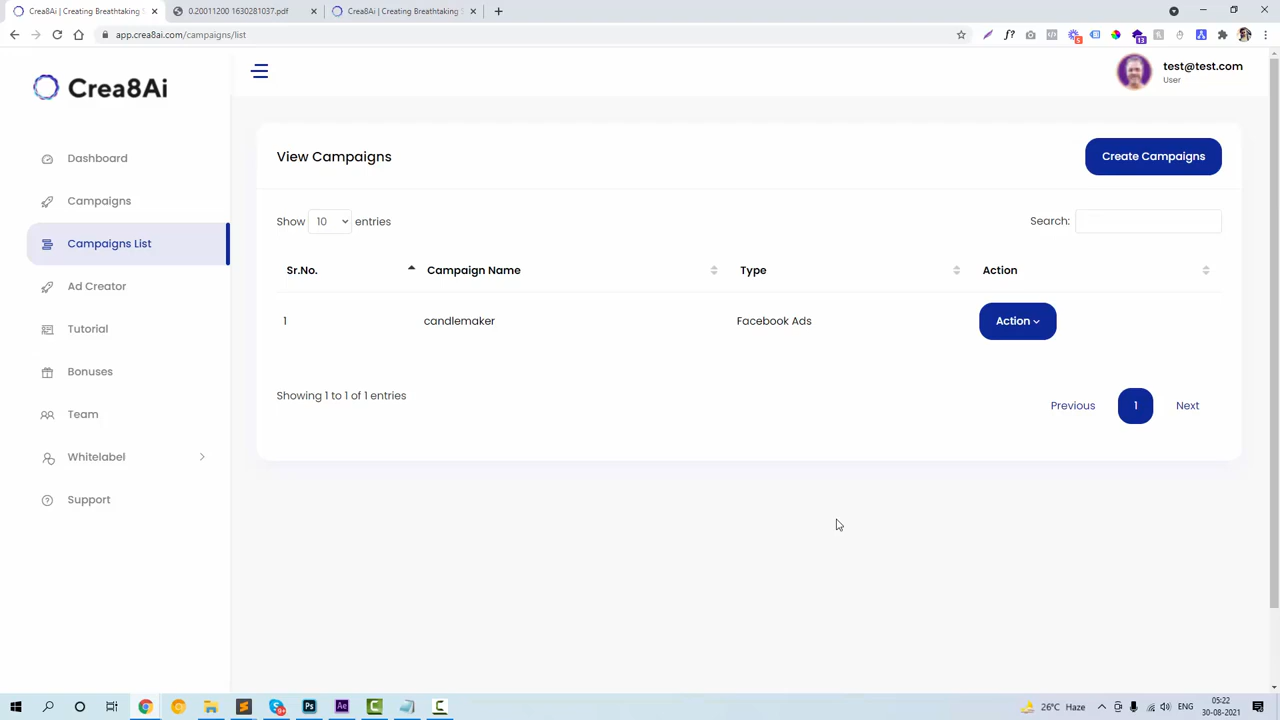 Crea8Ai | Creating Breathtaking
0.20011200 1630281037.pdf
Crea8Ai | Creating Breathtaking
app.crea8ai.com/campaigns/list
Crea8Ai
test@test.com
User
Dashboard
Campaigns
Campaigns List
Ad Creator
Tutorial
Bonuses
Team
Whitelabel
Support
View Campaigns
Create Campaigns
Show 10 entries
Search:
Sr.No. Campaign Name Type Action
1 candlemaker Facebook Ads Action
Showing 1 to 1 of 1 entries
Previous 1 Next
26°C Haze
ENG
05:22
30-08-2021